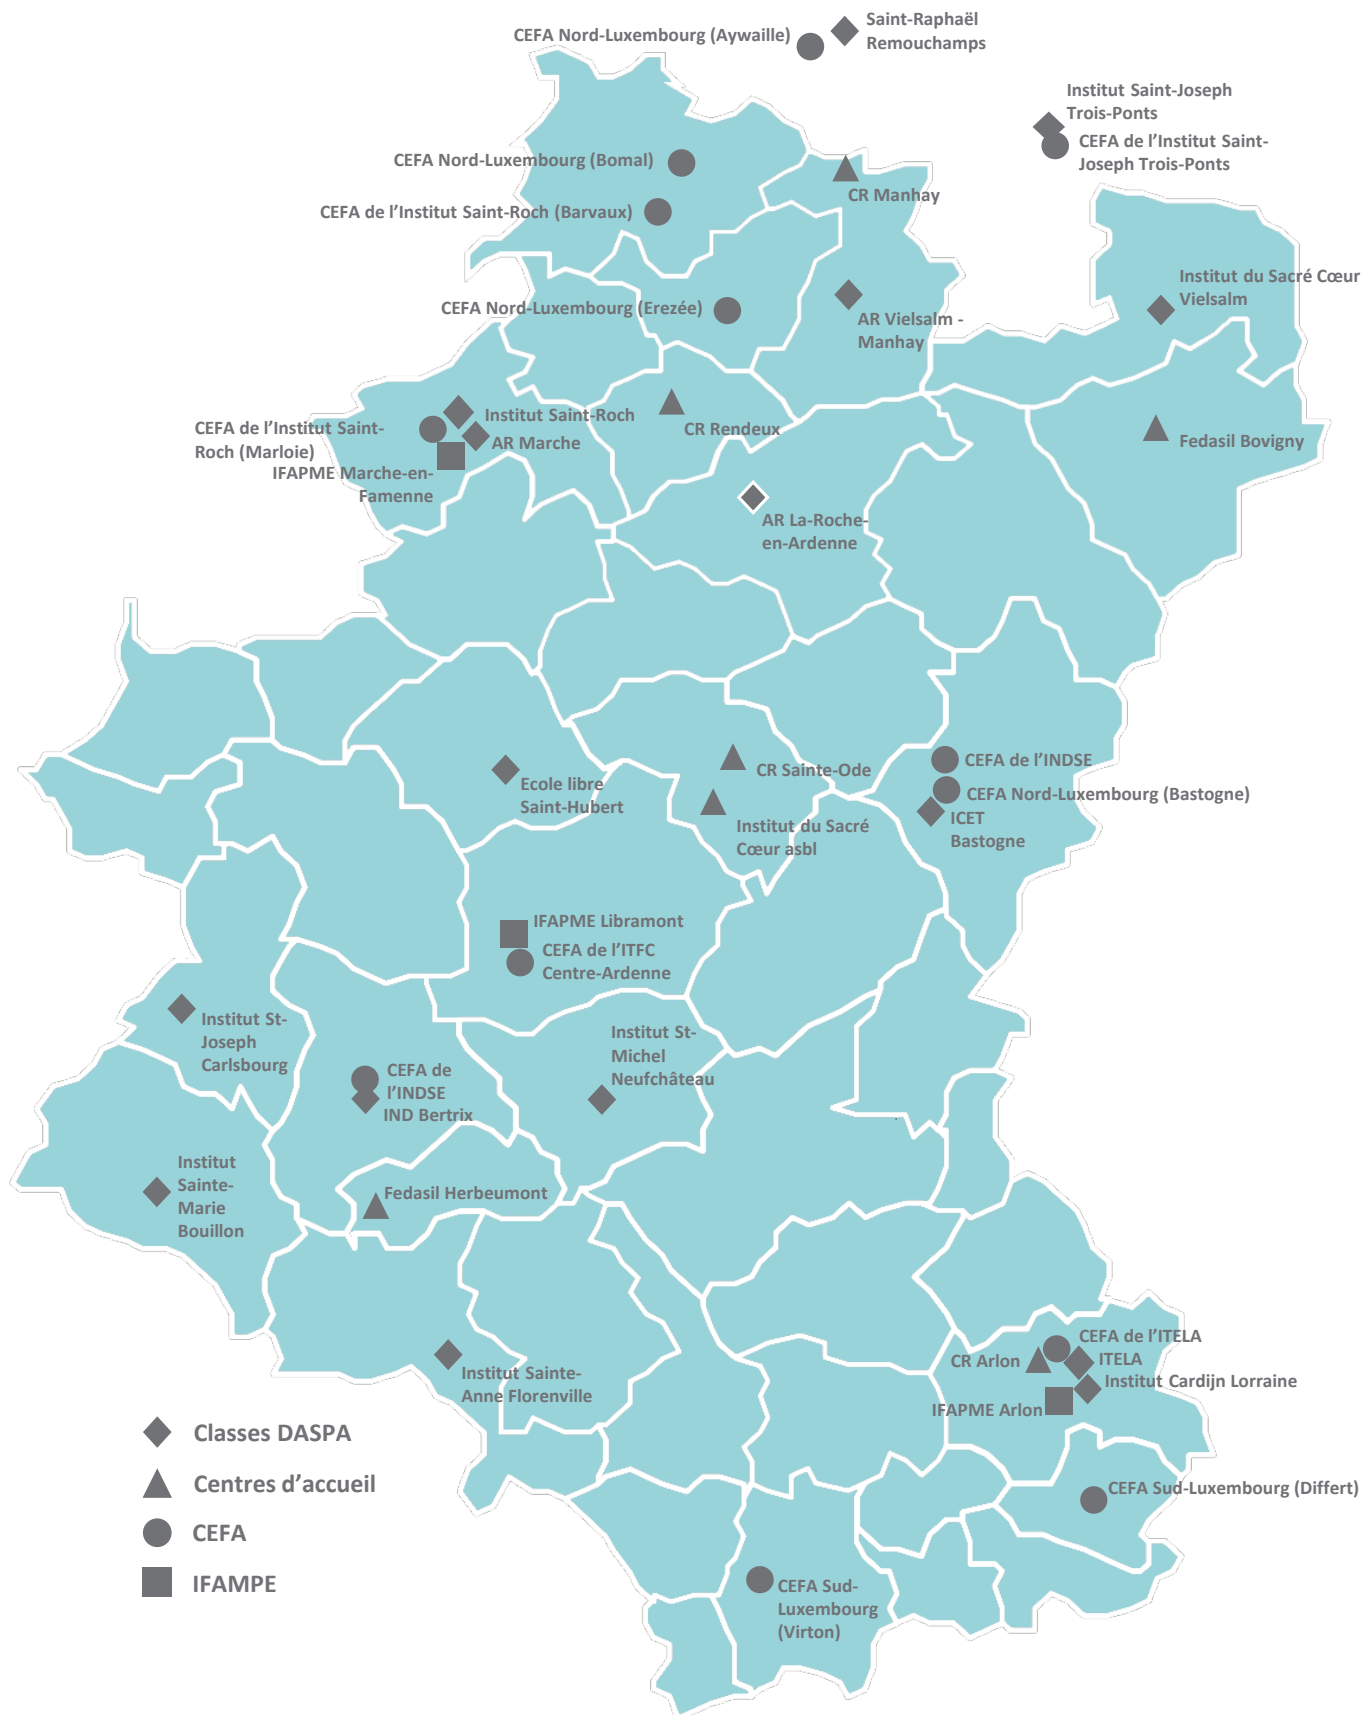 Saint-Raphaël
Remouchamps
CEFA Nord-Luxembourg (Aywaille)
Institut Saint-Joseph
Trois-Ponts
CEFA de l'Institut Saint-
Joseph Trois-Ponts
CEFA Nord-Luxembourg (Bomal)
CR Manhay
CEFA de l'Institut Saint-Roch (Barvaux)
Institut du Sacré Cœur
Vielsalm
CEFA Nord-Luxembourg (Erezée)
AR Vielsalm -
Manhay
Institut Saint-Roch
AR Marche
CEFA de l'Institut Saint-
Roch (Marloie)
IFAPME Marche-en-
Famenne
CR Rendeux
Fedasil Bovigny
AR La-Roche-
en-Ardenne
CEFA de l'INDSE
CEFA Nord-Luxembourg (Bastogne)
ICET
Bastogne
CR Sainte-Ode
Ecole libre
Saint-Hubert
Institut du Sacré
Cœur asbl
IFAPME Libramont
CEFA de l'ITFC
Centre-Ardenne
Institut St-
Joseph
Carlsbourg
Institut St-
Michel
Neufchâteau
CEFA de
l'INDSE
IND Bertrix
Institut
Sainte-
Marie
Bouillon
Fedasil Herbeumont
CEFA de l'ITELA
ITELA
CR Arlon
Institut Cardijn Lorraine
IFAPME Arlon
Institut Sainte-
Anne Florenville
Classes DASPA
Centres d'accueil
CEFA
IFAMPE
CEFA Sud-Luxembourg (Differt)
CEFA Sud-
Luxembourg
(Virton)